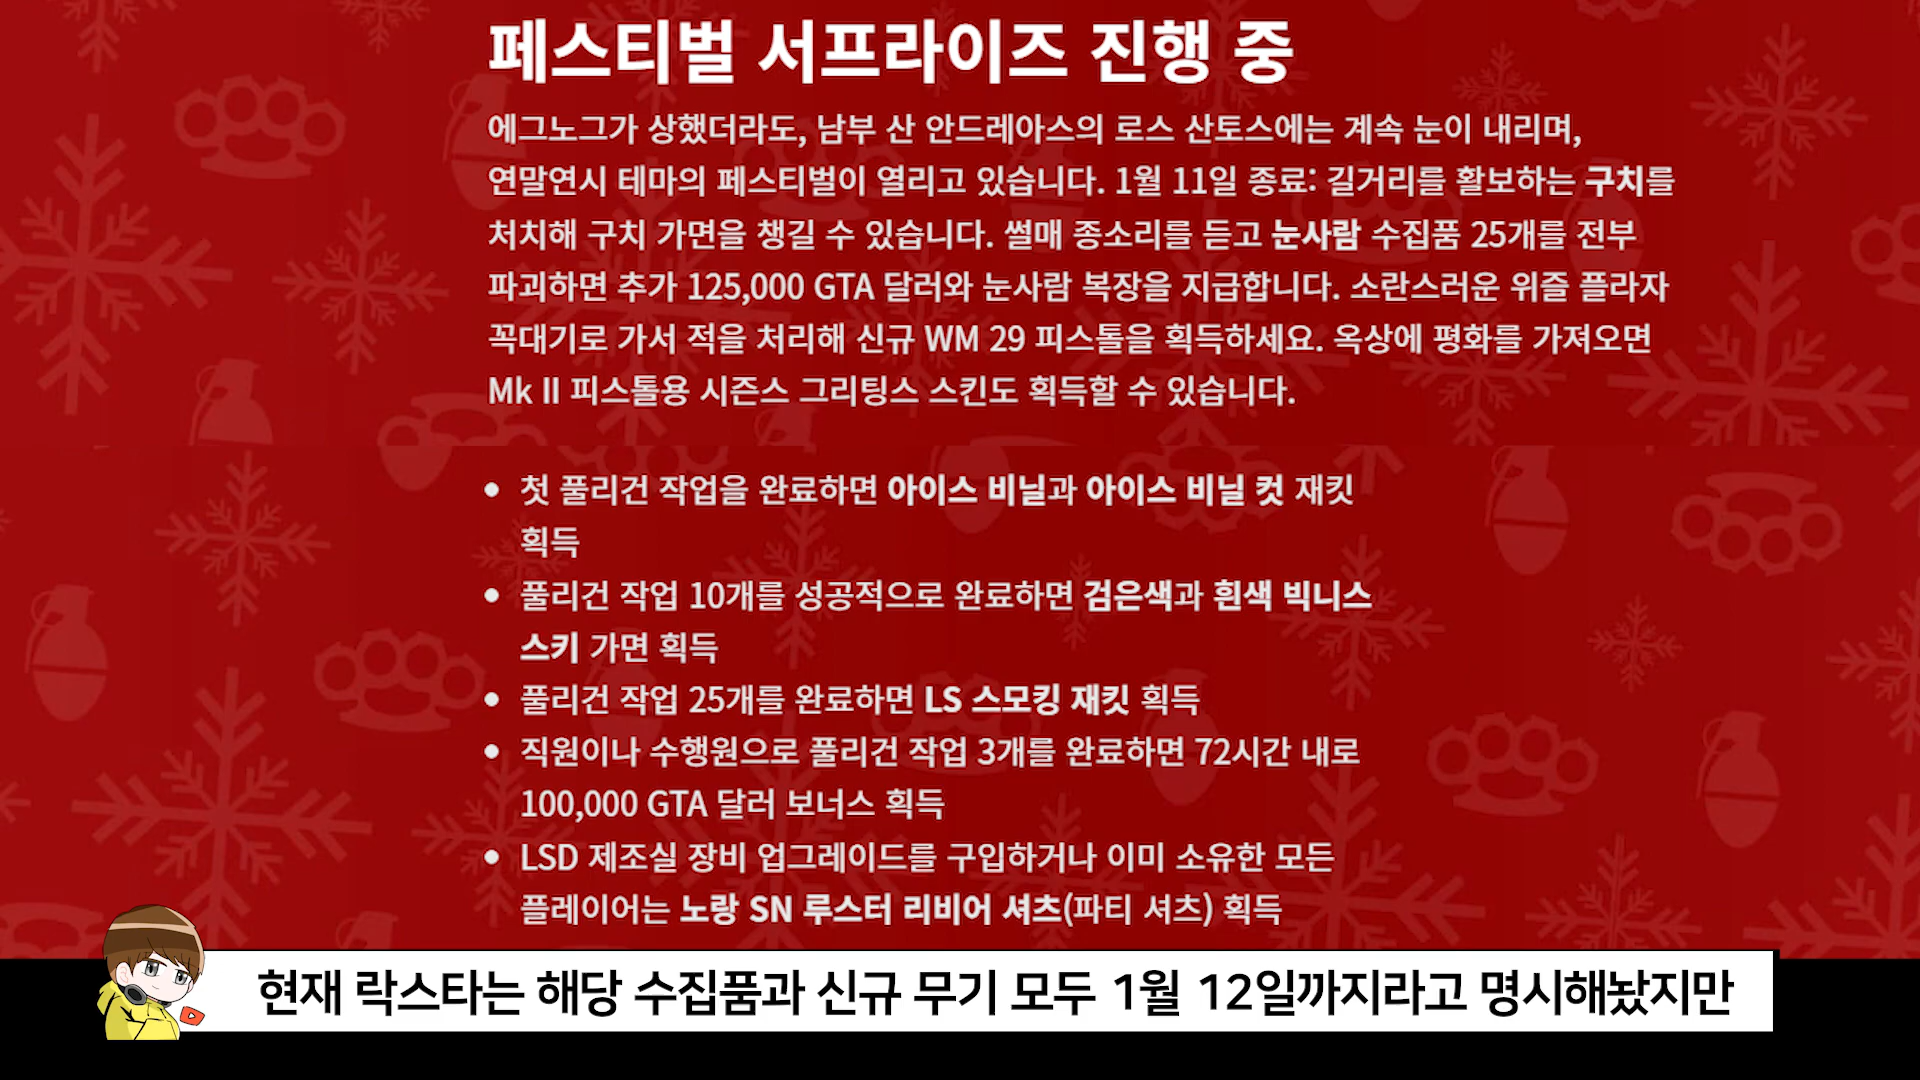 페스티벌 서프라이즈 진행 중
에그노그가 상했더라도, 남부 산 안드레아스의 로스 산토스에는 계속 눈이 내리며,
연말연시 테마의 페스티벌이 열리고 있습니다. 1월 11일 종료: 길거리를 활보하는 구치를
처치해 구치 가면을 챙길 수 있습니다. 썰매 종소리를 듣고 눈사람 수집품 25개를 전부
파괴하면 추가 125,000 GTA 달러와 눈사람 복장을 지급합니다. 소란스러운 위즐 플라자
꼭대기로 가서 적을 처리해 신규 WM 29 피스톨을 획득하세요. 옥상에 평화를 가져오면
Mk II 피스톨용 시즌스 그리팅스 스킨도 획득할 수 있습니다.
• 첫 풀리건 작업을 완료하면 아이스 비닐과 아이스 비닐 컷 재킷
획득
• 풀리건 작업 10개를 성공적으로 완료하면 검은색과 흰색 빅니스
스키 가면 획득
• 풀리건 작업 25개를 완료하면 LS 스모킹 재킷 획득
• 직원이나 수행원으로 풀리건 작업 3개를 완료하면 72시간 내로
100,000 GTA 달러 보너스 획득
• LSD 제조실 장비 업그레이드를 구입하거나 이미 소유한 모든
플레이어는 노랑 SN 루스터 리비어 셔츠(파티 셔츠) 획득
현재 락스타는 해당 수집품과 신규 무기 모두 1월 12일까지라고 명시해놨지만